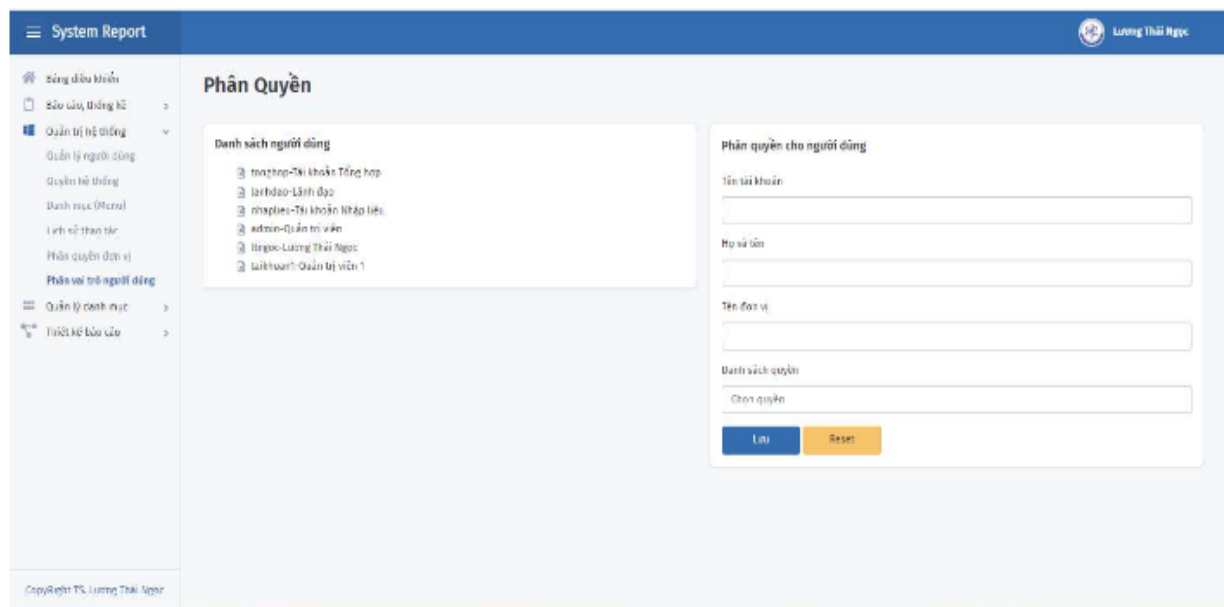 System Report
Lương Thái Ngọc
Bảng điều khiển
Báo cáo, thống kê
Quản trị hệ thống
Quản lý người dùng
Quyền hệ thống
Danh mục (Menu)
Lịch sử thao tác
Phân quyền đơn vị
Phân vai trò người dùng
Quản lý danh mục
Thiết kế báo cáo
CopyRight TS. Lương Thái Ngọc
Phân Quyền
Danh sách người dùng
tonghop-Tài khoản Tổng hợp
lanhdao-Lãnh đạo
nhaplieu-Tài khoản Nhập liệu
admin-Quản trị viên
ltngoc-Lương Thái Ngọc
taikhoan1-Quản trị viên 1
Phân quyền cho người dùng
Tên tài khoản
Họ và tên
Tên đơn vị
Danh sách quyền
Chọn quyền
Lưu
Reset